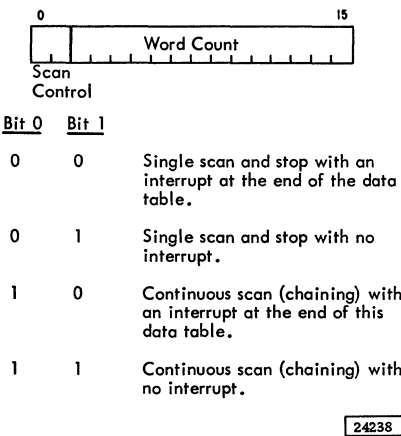 0 15
Word Count
Scan
Control
Bit 0 Bit 1
0 0 Single scan and stop with an
interrupt at the end of the data
table.
0 1 Single scan and stop with no
interrupt.
1 0 Continuous scan (chaining) with
an interrupt at the end of this
data table.
1 1 Continuous scan (chaining) with
no interrupt.
24238